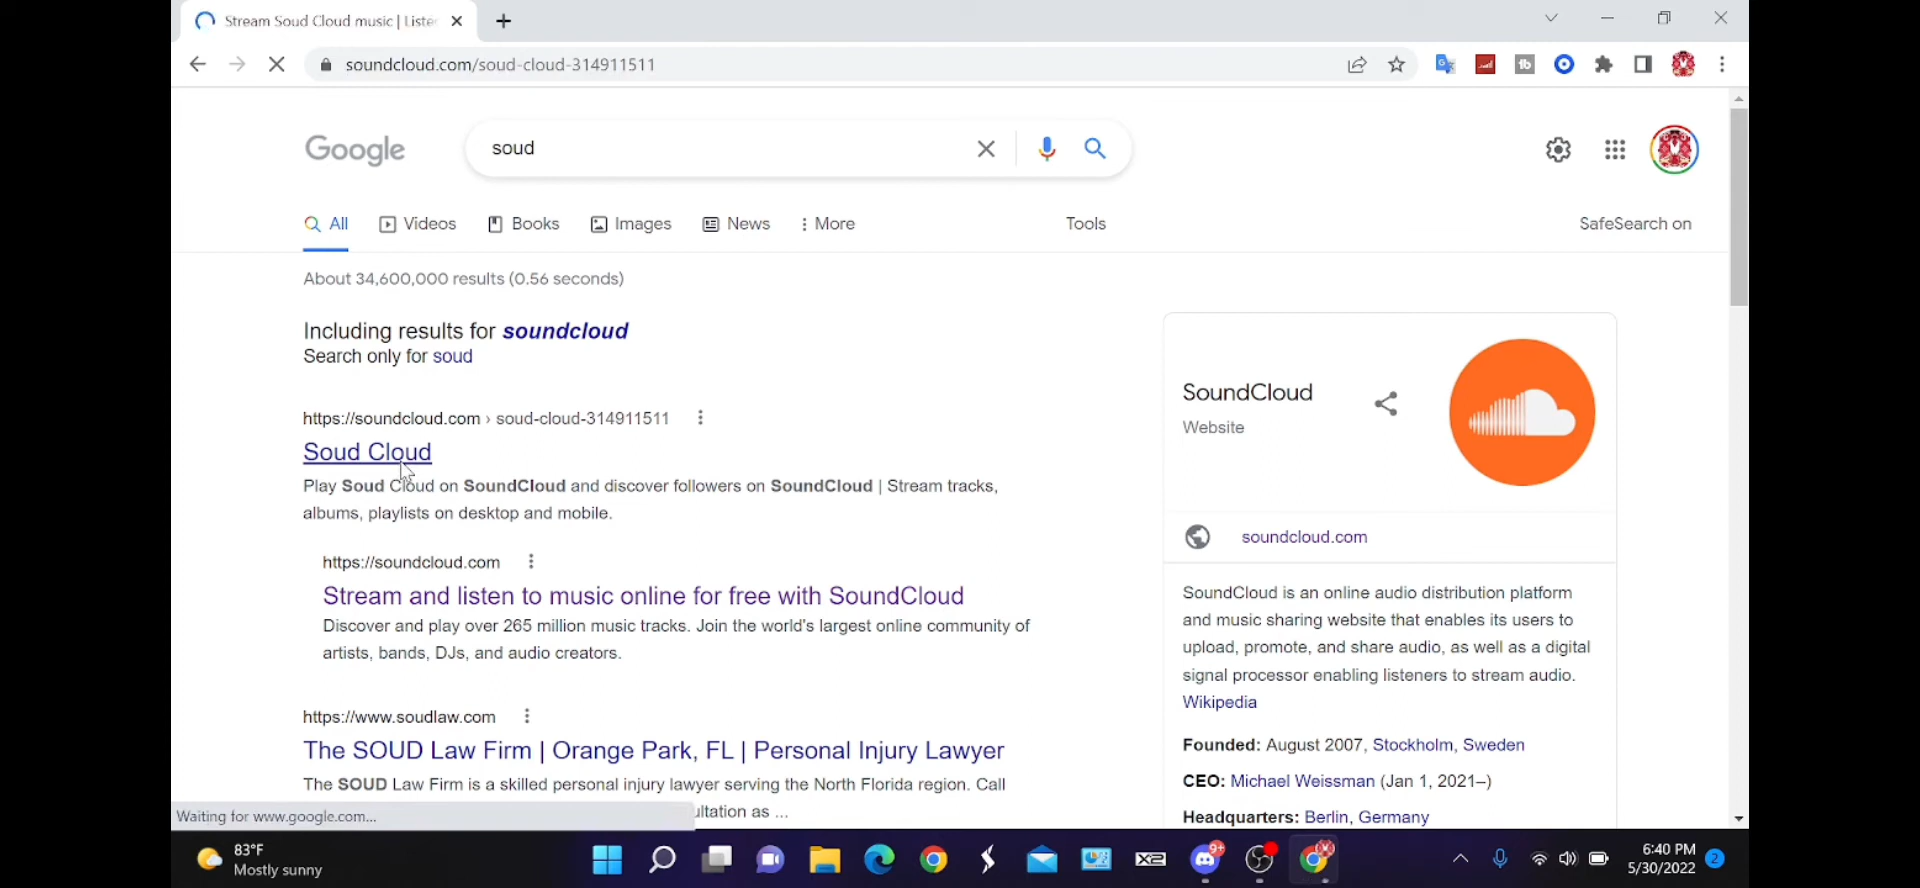 Stream Soud Cloud music | Lister
soundcloud.com/soud-cloud-314911511
Google
soud
All
Videos
Books
Images
News
More
Tools
SafeSearch on
About 34,600,000 results (0.56 seconds)
Including results for soundcloud
Search only for soud
https://soundcloud.com › soud-cloud-314911511
Soud Cloud
Play Soud Cloud on SoundCloud and discover followers on SoundCloud | Stream tracks,
albums, playlists on desktop and mobile.
https://soundcloud.com
Stream and listen to music online for free with SoundCloud
Discover and play over 265 million music tracks. Join the world's largest online community of
artists, bands, DJs, and audio creators.
https://www.soudlaw.com
The SOUD Law Firm | Orange Park, FL | Personal Injury Lawyer
The SOUD Law Firm is a skilled personal injury lawyer serving the North Florida region. Call
ultation as ...
Waiting for www.google.com...
SoundCloud
Website
soundcloud.com
SoundCloud is an online audio distribution platform
and music sharing website that enables its users to
upload, promote, and share audio, as well as a digital
signal processor enabling listeners to stream audio.
Wikipedia
Founded: August 2007, Stockholm, Sweden
CEO: Michael Weissman (Jan 1, 2021–)
Headquarters: Berlin, Germany
83°F
Mostly sunny
X2
9+
6:40 PM
5/30/2022
2